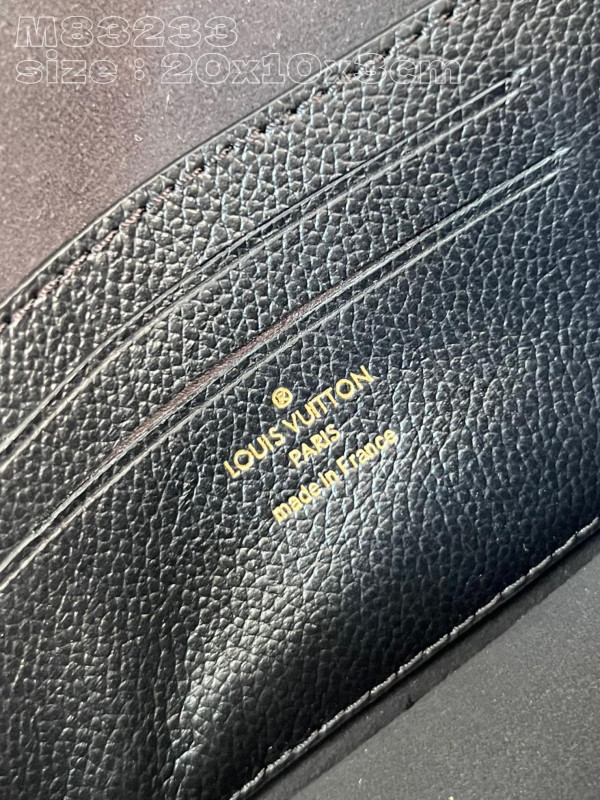 M83233
size : 20x10x3cm
LOUIS VUITTON
PARIS
made in France